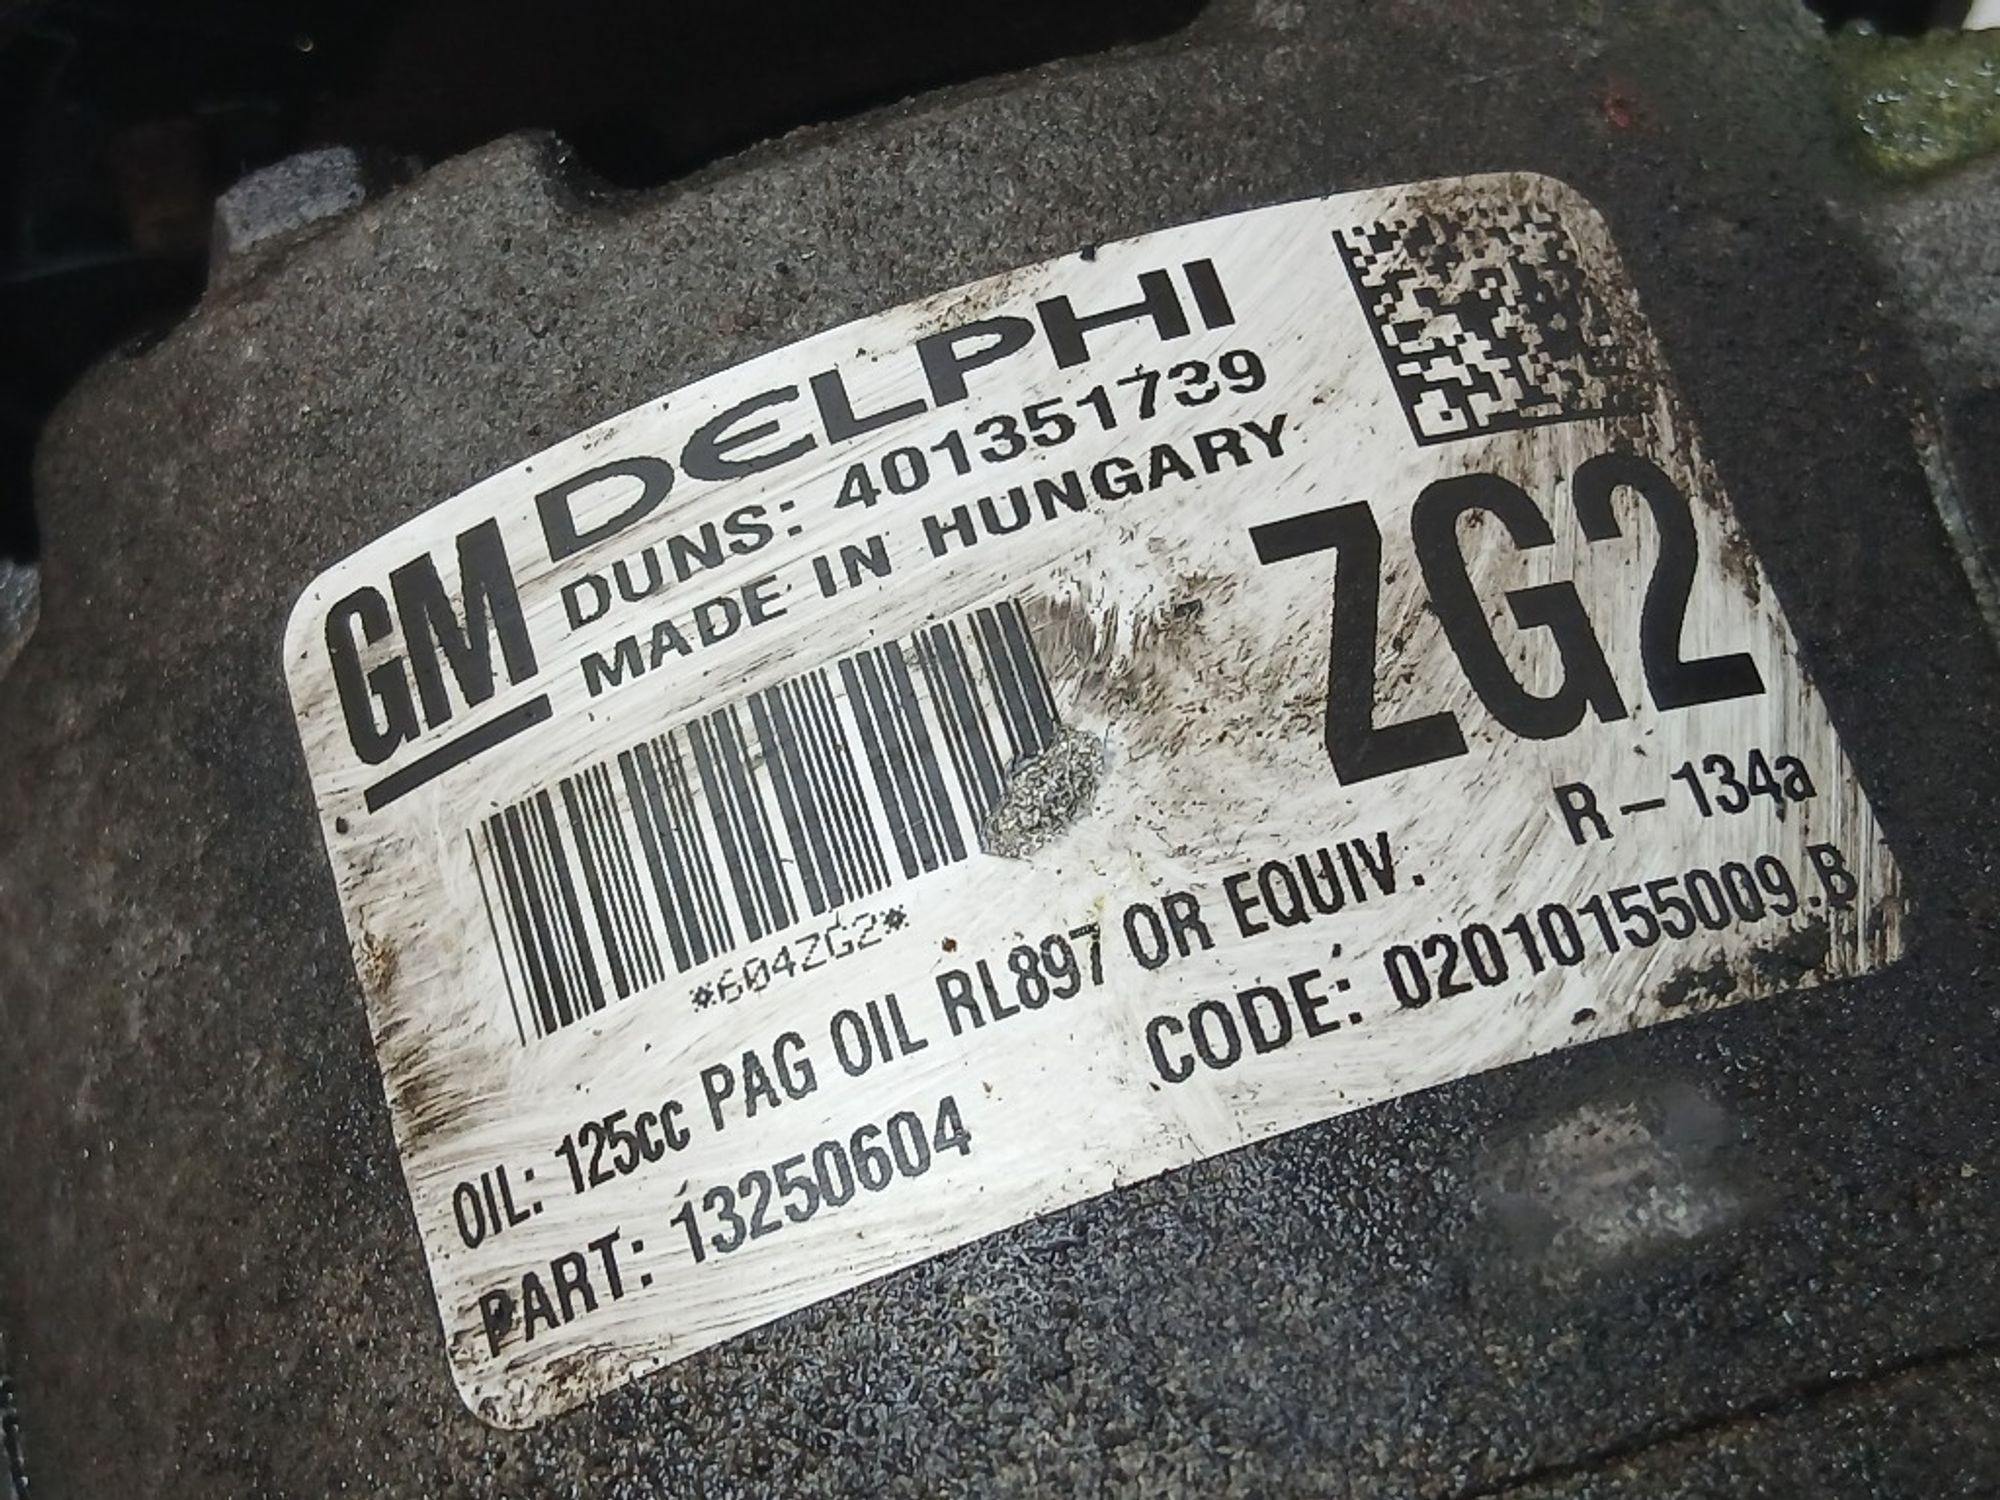 GM DELPHI
DUNS: 401351739
MADE IN HUNGARY
ZG2
*604ZG2*
R-134a
OIL: 125cc PAG OIL RL897 OR EQUIV.
CODE: 02010155009.B
PART: 13250604